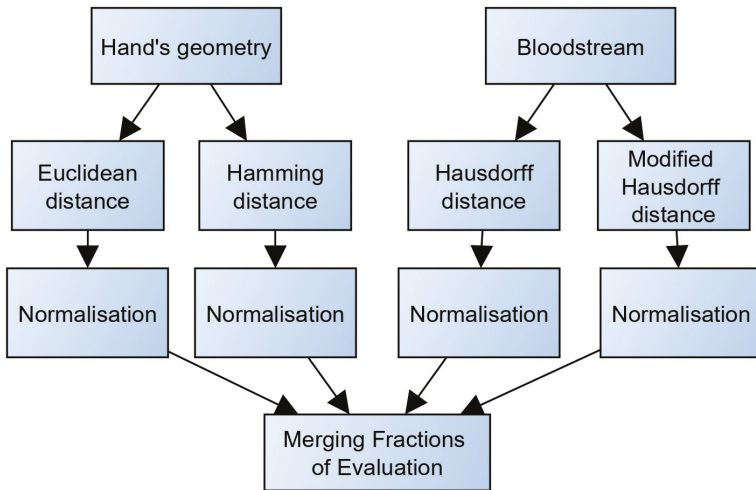 Hand's geometry
Bloodstream
Euclidean
distance
Hamming
distance
Hausdorff
distance
Modified
Hausdorff
distance
Normalisation
Normalisation
Normalisation
Normalisation
Merging Fractions
of Evaluation